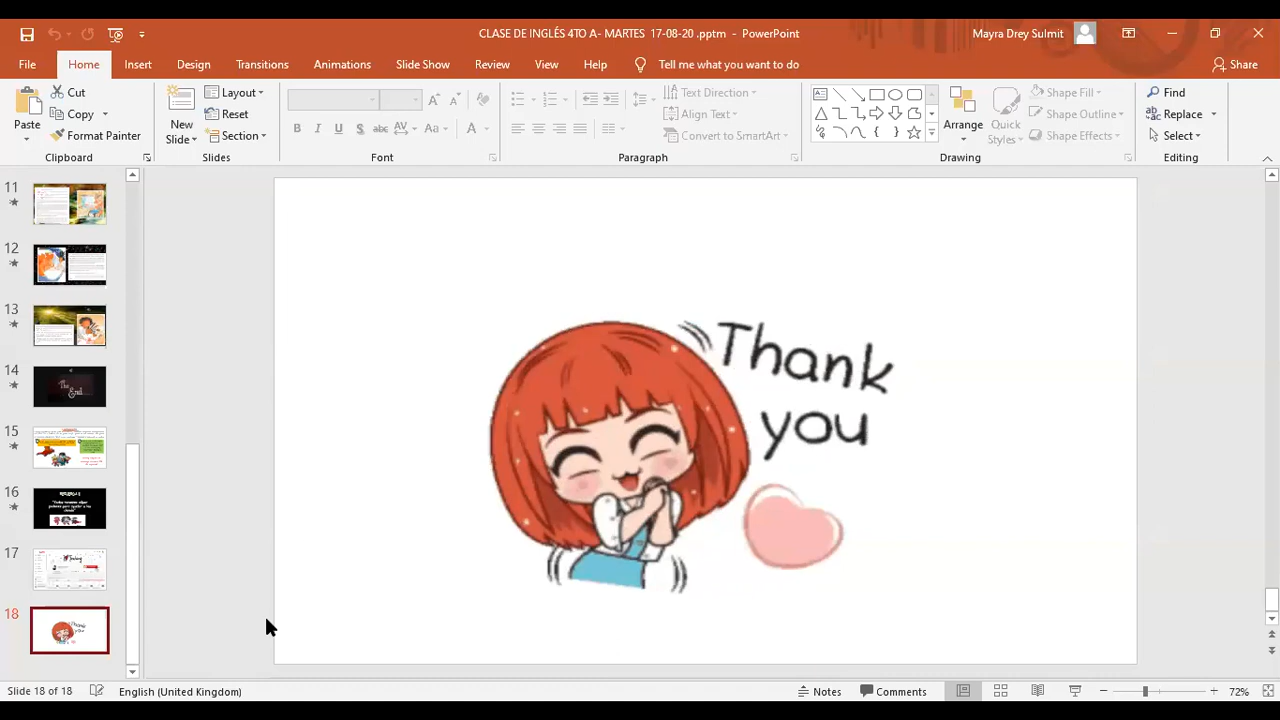 CLASE DE INGLÉS 4TO A- MARTES  17-08-20 .pptm  -  PowerPoint
Mayra Drey Sulmit
File
Home
Insert
Design
Transitions
Animations
Slide Show
Review
View
Help
Tell me what you want to do
Share
Paste
Cut
Copy
Format Painter
Clipboard
New
Slides
Layout
Reset
Section
Slide
Font
Text Direction
Align Text
Convert to SmartArt
Paragraph
Arrange
Quick
Styles
Shape Fill
Shape Outline
Shape Effects
Drawing
Find
Replace
Select
Editing
11
12
13
14
The End
15
16
17
18
Thank
you
Slide 18 of 18
English (United Kingdom)
Notes
Comments
72%